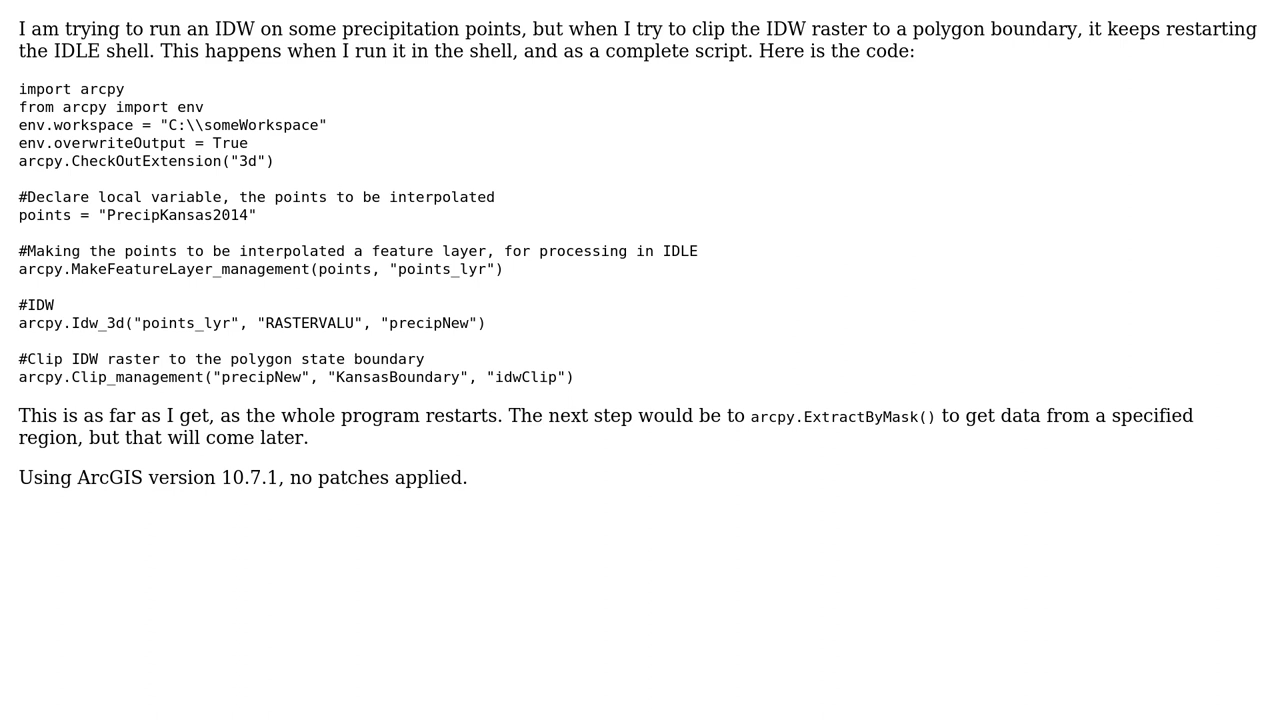 I am trying to run an IDW on some precipitation points, but when I try to clip the IDW raster to a polygon boundary, it keeps restarting
the IDLE shell. This happens when I run it in the shell, and as a complete script. Here is the code:
import arcpy
from arcpy import env
env.workspace = "C:\\someWorkspace"
env.overwriteOutput = True
arcpy.CheckOutExtension("3d")
#Declare local variable, the points to be interpolated
points = "PrecipKansas2014"
#Making the points to be interpolated a feature layer, for processing in IDLE
arcpy.MakeFeatureLayer_management(points, "points_lyr")
#IDW
arcpy.Idw_3d("points_lyr", "RASTERVALU", "precipNew")
#Clip IDW raster to the polygon state boundary
arcpy.Clip_management("precipNew", "KansasBoundary", "idwClip")
This is as far as I get, as the whole program restarts. The next step would be to arcpy.ExtractByMask() to get data from a specified
region, but that will come later.
Using ArcGIS version 10.7.1, no patches applied.